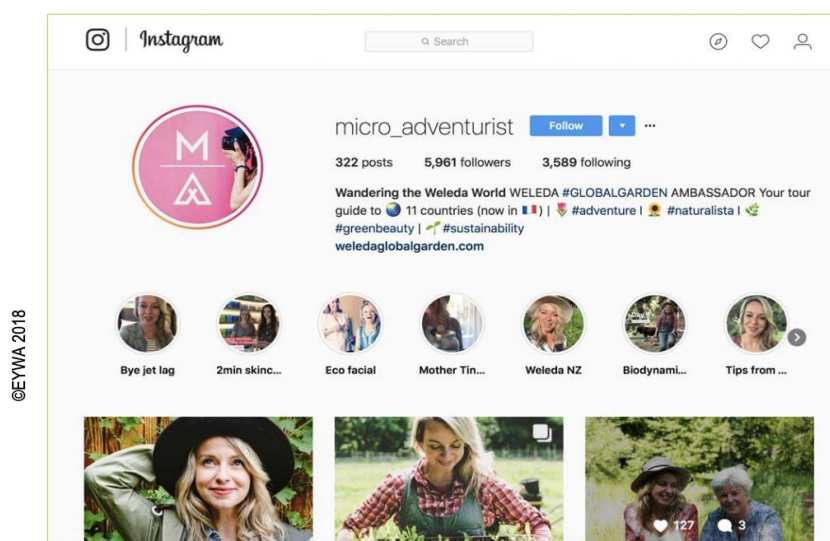 Instagram
Search
M
A
micro_adventurist Follow ...
322 posts 5,961 followers 3,589 following
Wandering the Weleda World WELEDA #GLOBALGARDEN AMBASSADOR Your tour
guide to 🌏 11 countries (now in 🇫🇷) | 🌷 #adventure I 🌻 #naturalista I 🌿
#greenbeauty | 🌱 #sustainability
weledaglobalgarden.com
Bye jet lag 2min skinc... Eco facial Mother Tin... Weleda NZ Biodynami... Tips from ...
127 3
©EYWA 2018